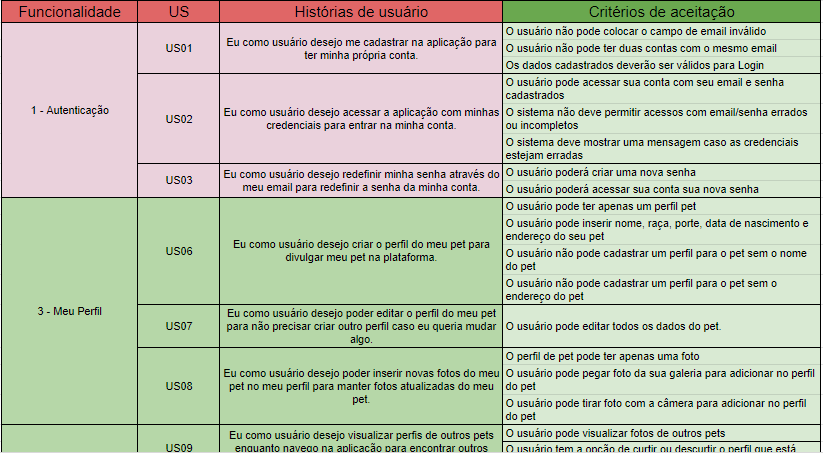 Funcionalidade US Histórias de usuário Critérios de aceitação
1 - Autenticação
US01
Eu como usuário desejo me cadastrar na aplicação para
ter minha própria conta.
O usuário não pode colocar o campo de email inválido
O usuário não pode ter duas contas com o mesmo email
Os dados cadastrados deverão ser válidos para Login
US02
Eu como usuário desejo acessar a aplicação com minhas
credenciais para entrar na minha conta.
O usuário pode acessar sua conta com seu email e senha
cadastrados
O sistema não deve permitir acessos com email/senha errados
ou incompletos
O sistema deve mostrar uma mensagem caso as credenciais
estejam erradas
US03
Eu como usuário desejo redefinir minha senha através do
meu email para redefinir a senha da minha conta.
O usuário poderá criar uma nova senha
O usuário poderá acessar sua conta sua nova senha
3 - Meu Perfil
US06
Eu como usuário desejo criar o perfil do meu pet para
divulgar meu pet na plataforma.
O usuário pode ter apenas um perfil pet
O usuário pode inserir nome, raça, porte, data de nascimento e
endereço do seu pet
O usuário não pode cadastrar um perfil para o pet sem o nome
do pet
O usuário não pode cadastrar um perfil para o pet sem o
endereço do pet
US07
Eu como usuário desejo poder editar o perfil do meu pet
para não precisar criar outro perfil caso eu queria mudar
algo.
O usuário pode editar todos os dados do pet.
US08
Eu como usuário desejo poder inserir novas fotos do meu
pet no meu perfil para manter fotos atualizadas do meu
pet.
O perfil de pet pode ter apenas uma foto
O usuário pode pegar foto da sua galeria para adicionar no perfil
do pet
O usuário pode tirar foto com a câmera para adicionar no perfil
do pet
US09
Eu como usuário desejo visualizar perfis de outros pets
enquanto navego na aplicação para encontrar outros
O usuário pode visualizar fotos de outros pets
O usuário tem a opção de curtir ou descurtir o perfil que está